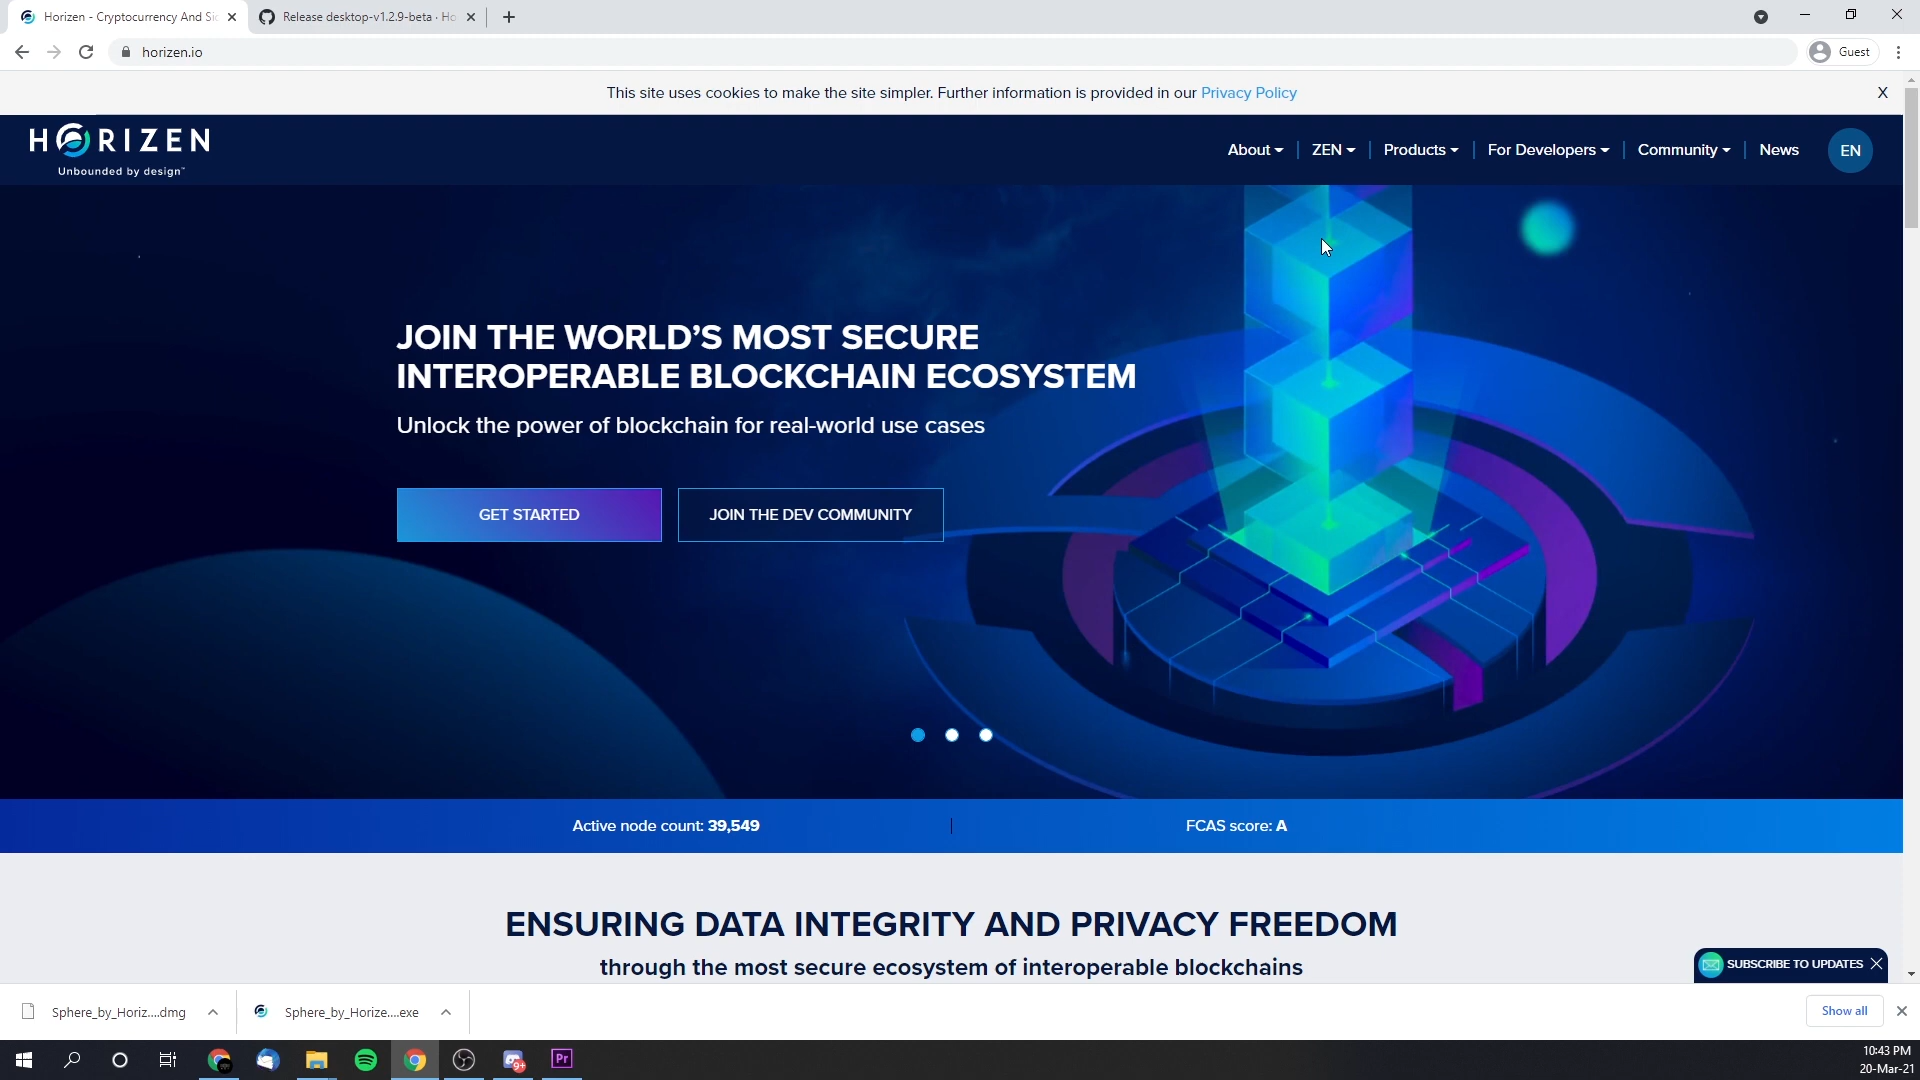 Horizen - Cryptocurrency And Sid
Release desktop-v1.2.9-beta · Ho
horizen.io
Guest
This site uses cookies to make the site simpler. Further information is provided in our Privacy Policy
X
HORIZEN
Unbounded by design™
About
ZEN
Products
For Developers
Community
News
EN
JOIN THE WORLD'S MOST SECURE
INTEROPERABLE BLOCKCHAIN ECOSYSTEM
Unlock the power of blockchain for real-world use cases
GET STARTED
JOIN THE DEV COMMUNITY
Active node count: 39,549
FCAS score: A
ENSURING DATA INTEGRITY AND PRIVACY FREEDOM
through the most secure ecosystem of interoperable blockchains
SUBSCRIBE TO UPDATES
Sphere_by_Horiz....dmg
Sphere_by_Horize....exe
Show all
9+
Pr
10:43 PM
20-Mar-21